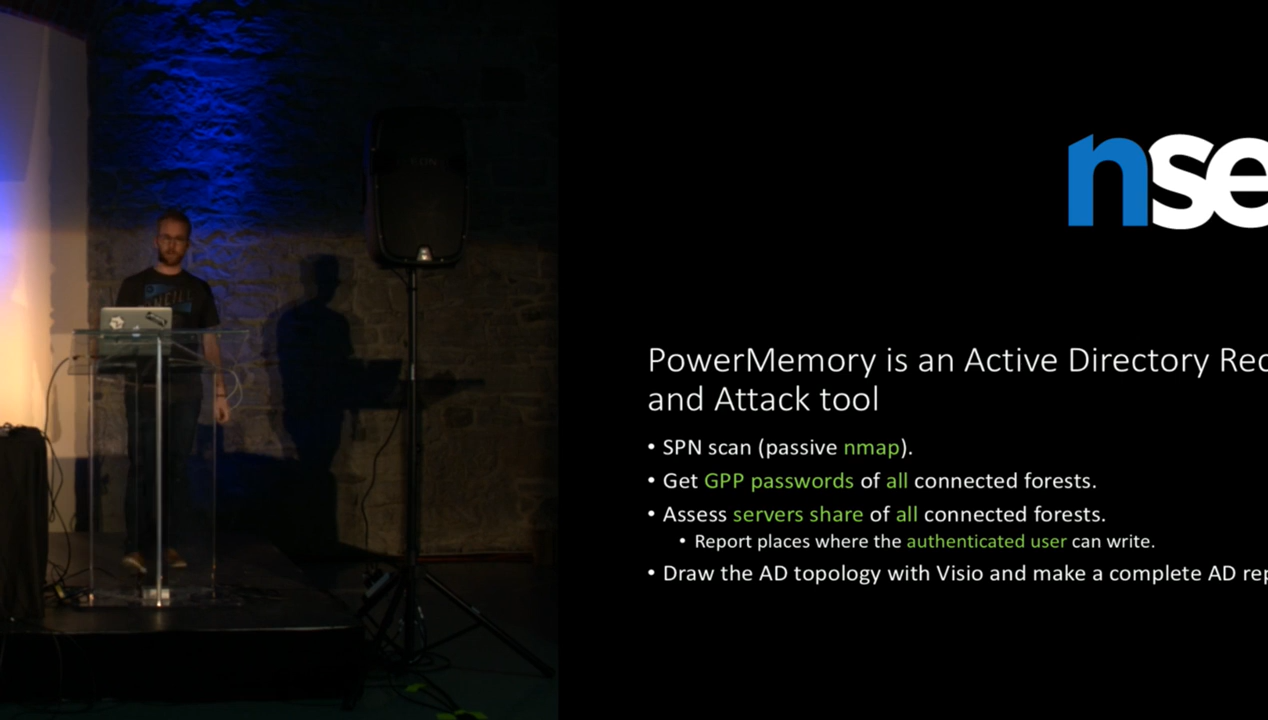 EON
nse
PowerMemory is an Active Directory Rec
and Attack tool
• SPN scan (passive nmap).
• Get GPP passwords of all connected forests.
• Assess servers share of all connected forests.
• Report places where the authenticated user can write.
• Draw the AD topology with Visio and make a complete AD rep